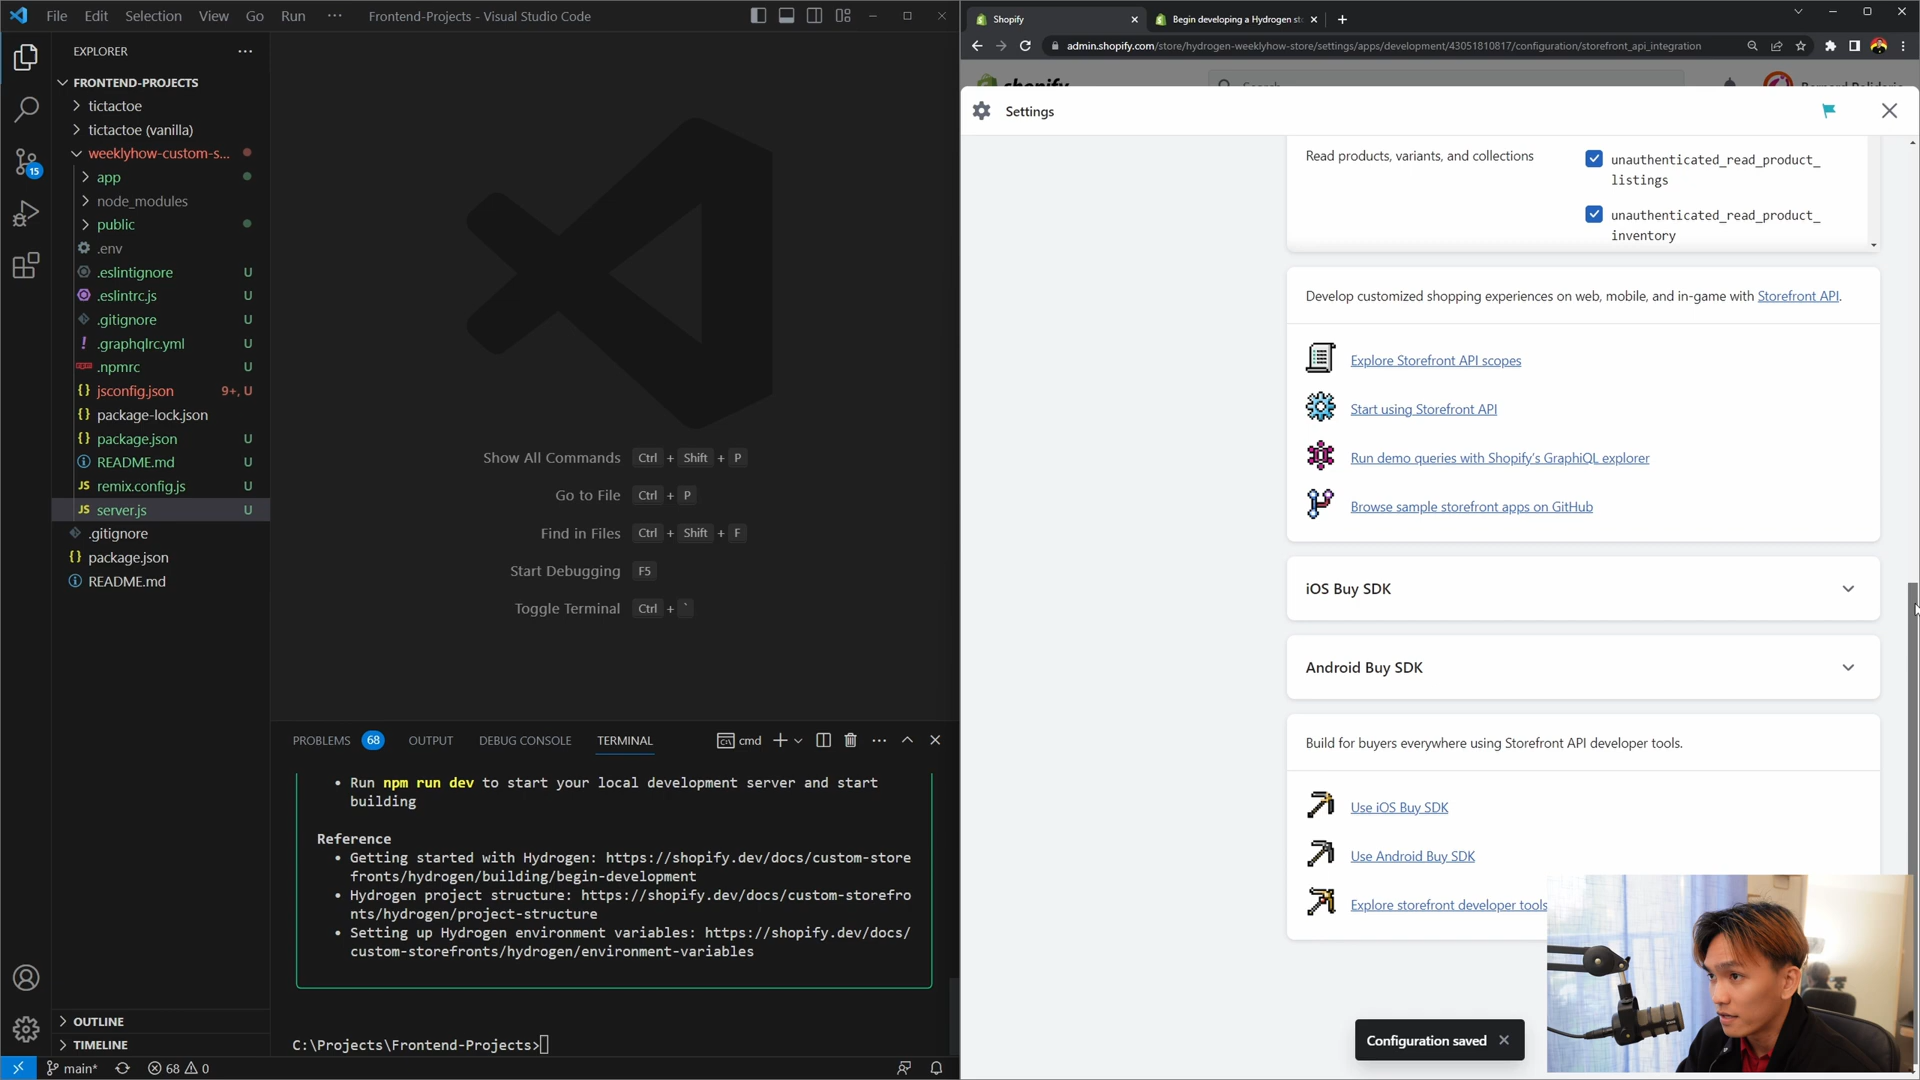 File Edit Selection View Go Run ··· Frontend-Projects - Visual Studio Code
EXPLORER
FRONTEND-PROJECTS
tictactoe
tictactoe (vanilla)
weeklyhow-custom-s...
app
node_modules
public
.env
.eslintignore U
.eslintrc.js U
.gitignore U
.graphqlrc.yml U
.npmrc U
jsconfig.json 9+, U
package-lock.json
package.json U
README.md U
remix.config.js U
server.js U
.gitignore
package.json
README.md
15
OUTLINE
TIMELINE
main* 68 0
Show All Commands Ctrl + Shift + P
Go to File Ctrl + P
Find in Files Ctrl + Shift + F
Start Debugging F5
Toggle Terminal Ctrl + `
PROBLEMS 68 OUTPUT DEBUG CONSOLE TERMINAL cmd
• Run npm run dev to start your local development server and start
building
Reference
• Getting started with Hydrogen: https://shopify.dev/docs/custom-store
fronts/hydrogen/building/begin-development
• Hydrogen project structure: https://shopify.dev/docs/custom-storefro
nts/hydrogen/project-structure
• Setting up Hydrogen environment variables: https://shopify.dev/docs/
custom-storefronts/hydrogen/environment-variables
C:\Projects\Frontend-Projects>
Shopify Begin developing a Hydrogen st
admin.shopify.com/store/hydrogen-weeklyhow-store/settings/apps/development/43051810817/configuration/storefront_api_integration
shopify Search
Settings
Read products, variants, and collections
unauthenticated_read_product_
listings
unauthenticated_read_product_
inventory
Develop customized shopping experiences on web, mobile, and in-game with Storefront API.
Explore Storefront API scopes
Start using Storefront API
Run demo queries with Shopify's GraphiQL explorer
Browse sample storefront apps on GitHub
iOS Buy SDK
Android Buy SDK
Build for buyers everywhere using Storefront API developer tools.
Use iOS Buy SDK
Use Android Buy SDK
Explore storefront developer tools
Configuration saved